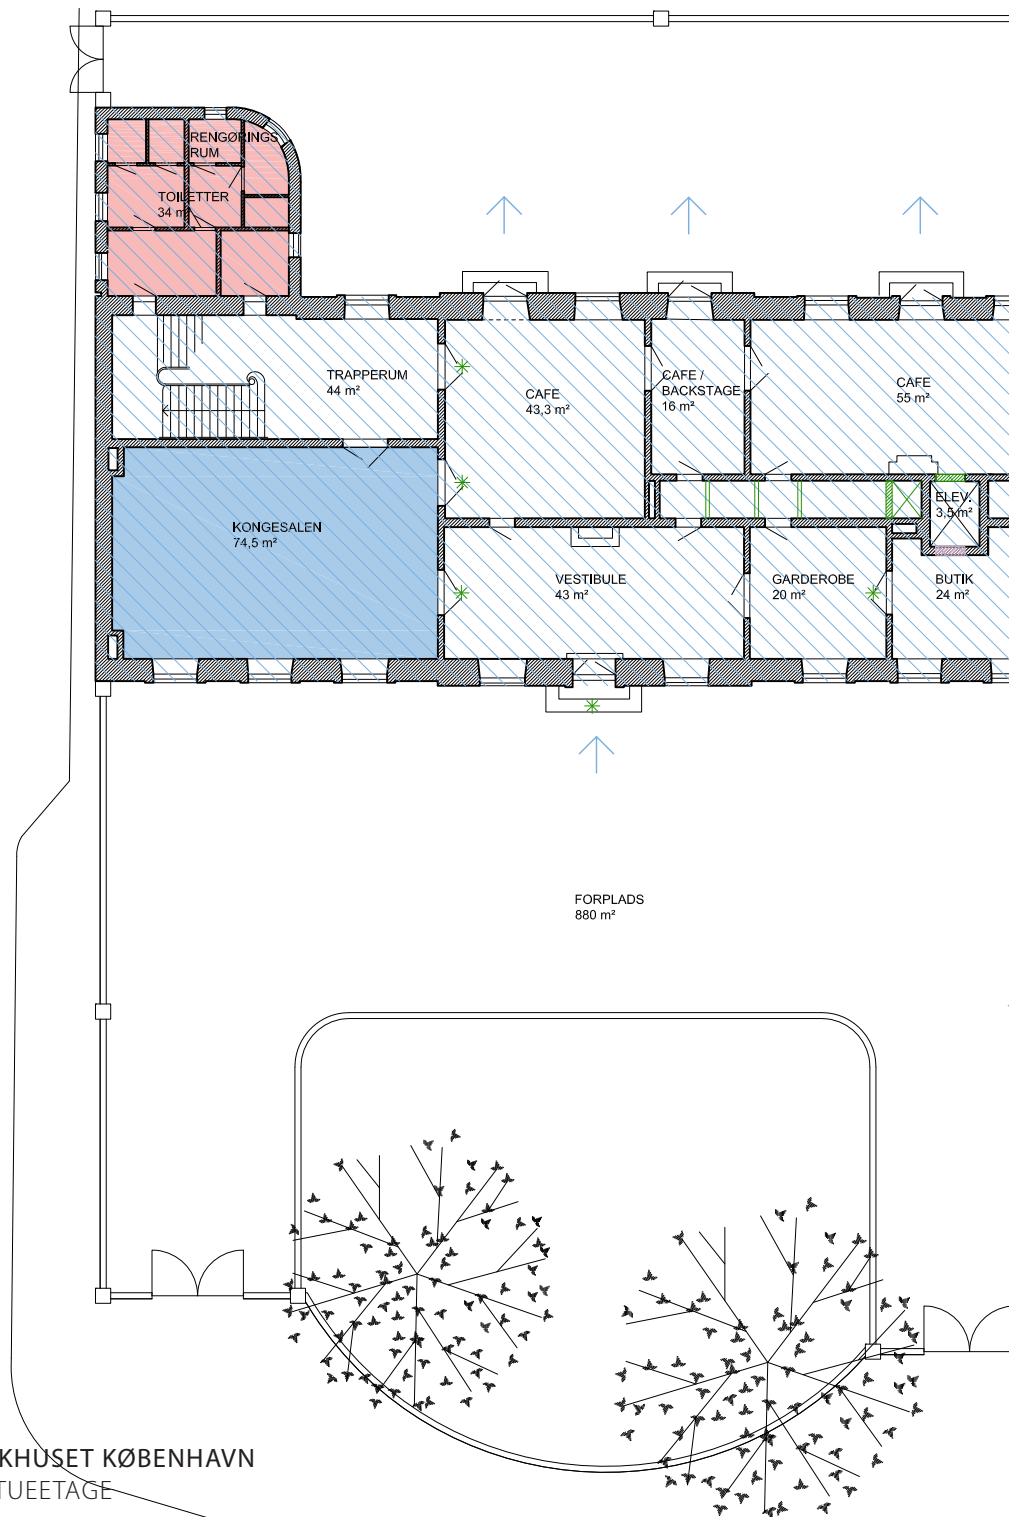 RENGØRINGS
RUM
TOILETTER
34 m²
TRAPPERUM
44 m²
CAFE
43,3 m²
CAFE /
BACKSTAGE
16 m²
CAFE
55 m²
KONGESALEN
74,5 m²
ELEV.
3,5 m²
VESTIBULE
43 m²
GARDEROBE
20 m²
BUTIK
24 m²
FORPLADS
880 m²
KHUSET KØBENHAVN
TUEETAGE